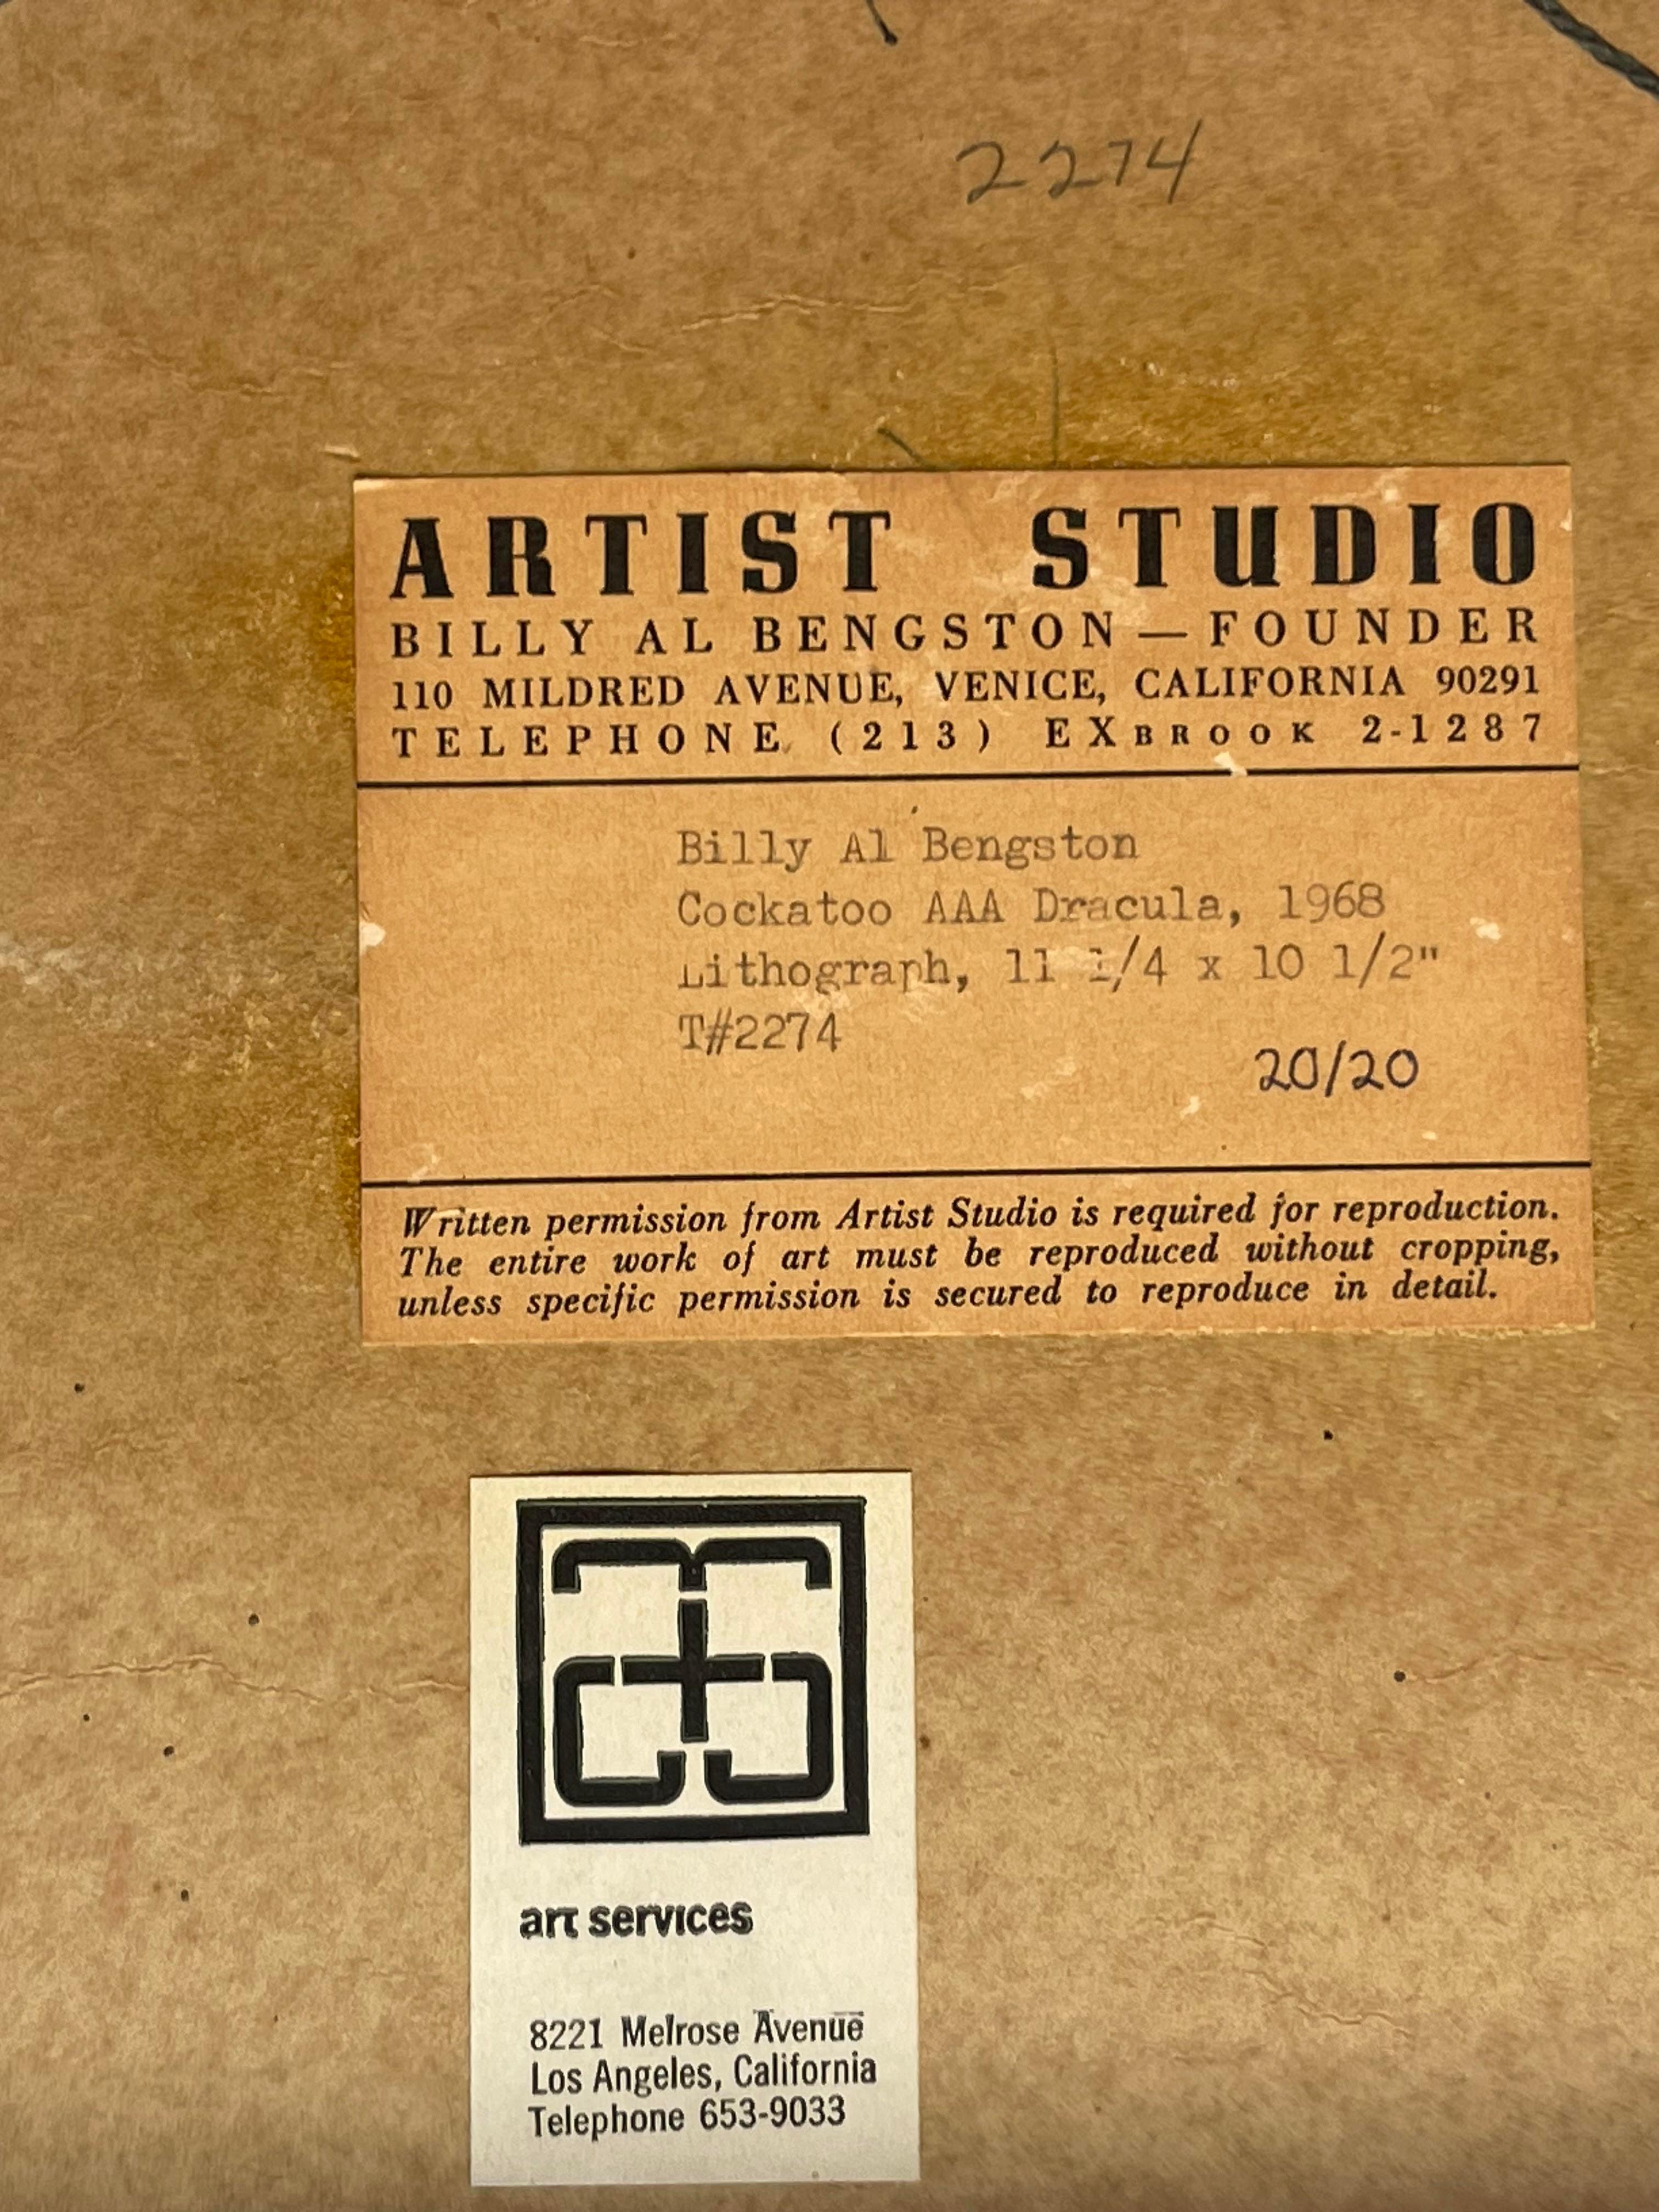 2274
ARTIST STUDIO
BILLY AL BENGSTON — FOUNDER
110 MILDRED AVENUE, VENICE, CALIFORNIA 90291
TELEPHONE (213) EXBROOK 2-1287
Billy Al Bengston
Cockatoo AAA Dracula, 1968
Lithograph, 11 1/4 x 10 1/2"
T#2274
20/20
Written permission from Artist Studio is required for reproduction.
The entire work of art must be reproduced without cropping,
unless specific permission is secured to reproduce in detail.
art services
8221 Melrose Avenue
Los Angeles, California
Telephone 653-9033